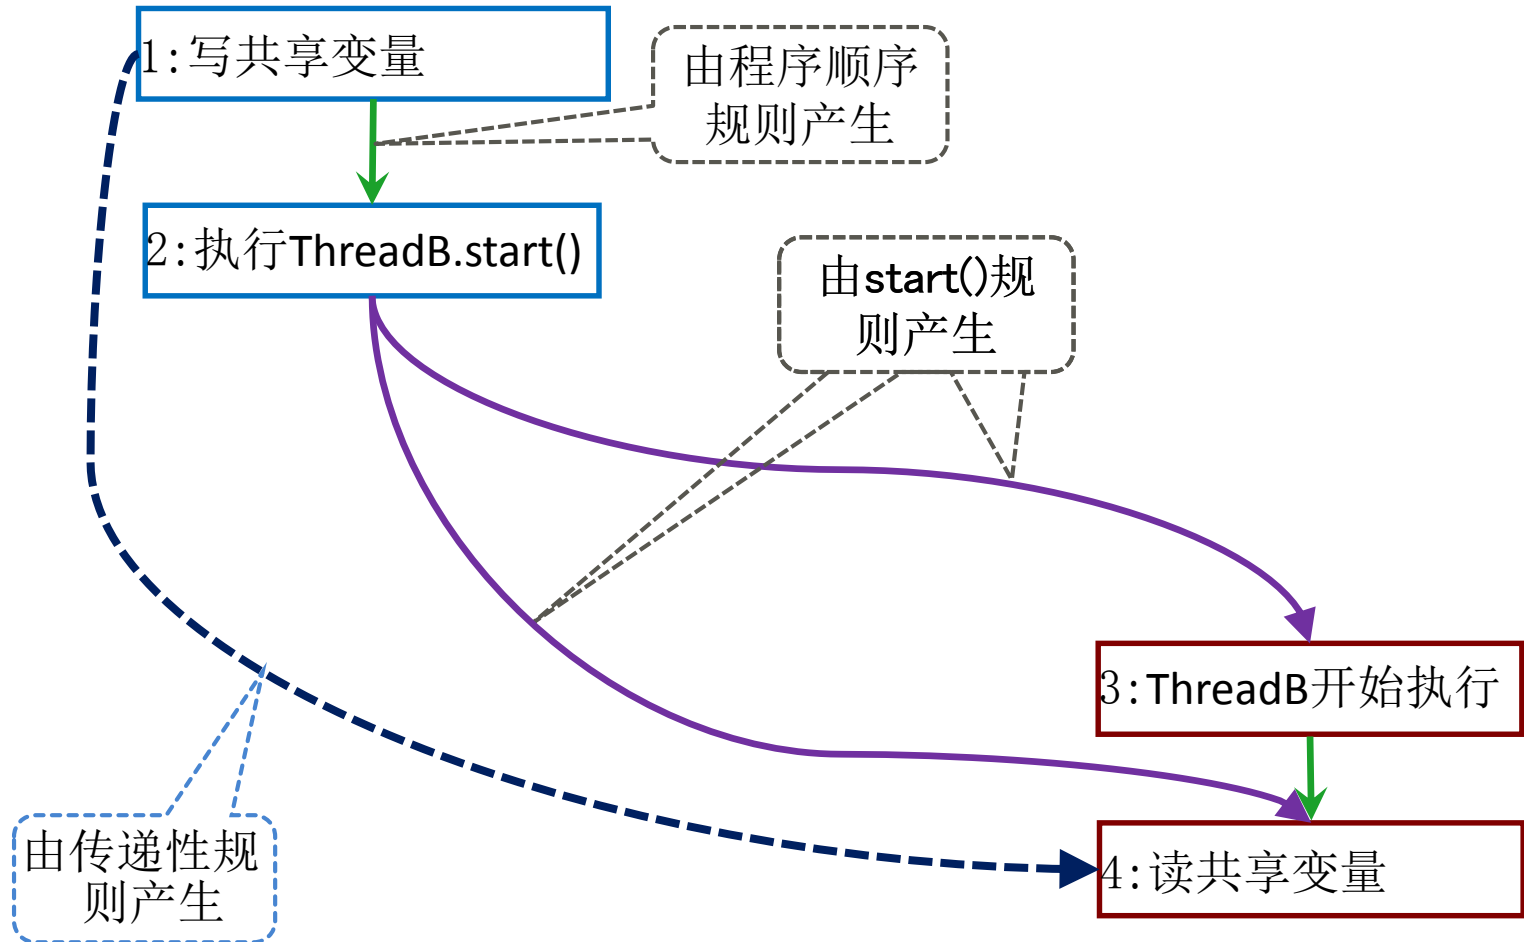 1:写共享变量
由程序顺序
规则产生
2:执行ThreadB.start()
由start()规
则产生
3:ThreadB开始执行
由传递性规
则产生
4:读共享变量